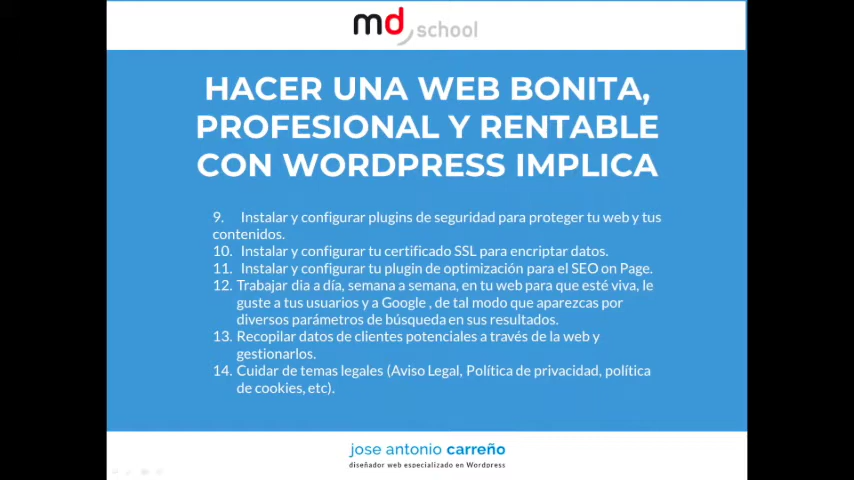 md school
HACER UNA WEB BONITA,
PROFESIONAL Y RENTABLE
CON WORDPRESS IMPLICA
9. Instalar y configurar plugins de seguridad para proteger tu web y tus
contenidos.
10. Instalar y configurar tu certificado SSL para encriptar datos.
11. Instalar y configurar tu plugin de optimización para el SEO on Page.
12. Trabajar dia a día, semana a semana, en tu web para que esté viva, le
guste a tus usuarios y a Google , de tal modo que aparezcas por
diversos parámetros de búsqueda en sus resultados.
13. Recopilar datos de clientes potenciales a través de la web y
gestionarlos.
14. Cuidar de temas legales (Aviso Legal, Política de privacidad, política
de cookies, etc).
jose antonio carreño
diseñador web especializado en Wordpress